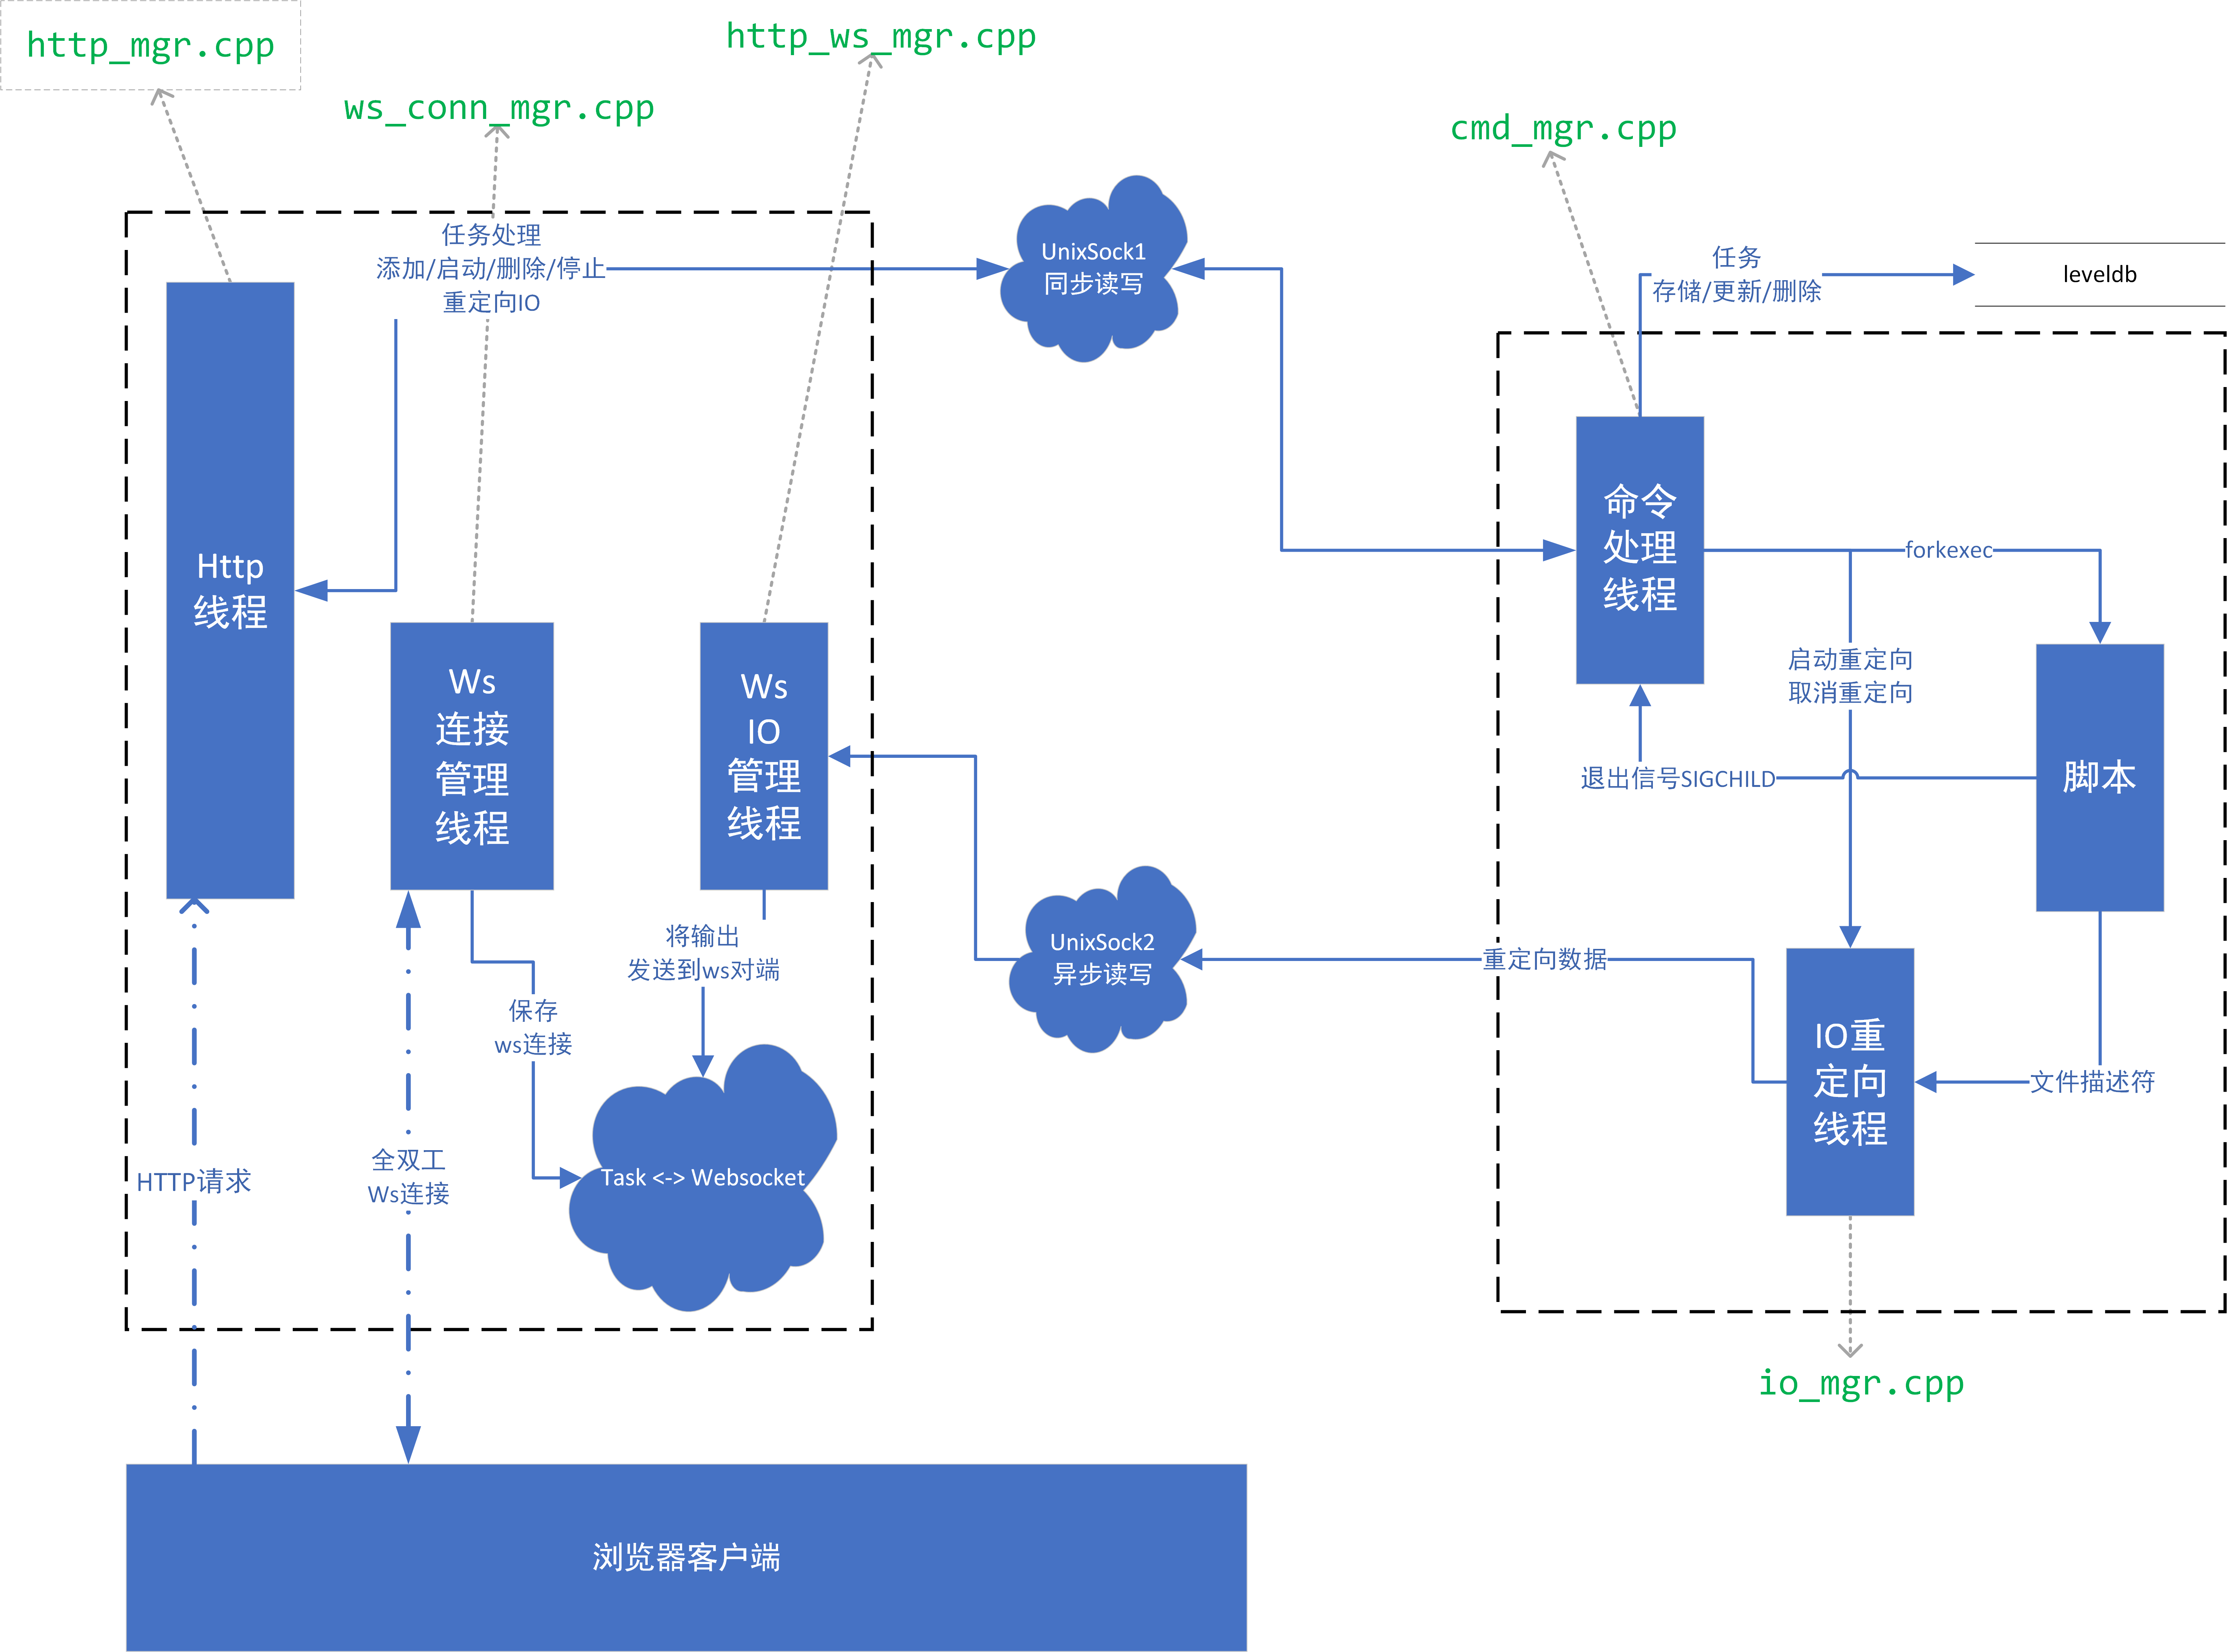 http_mgr.cpp
http_ws_mgr.cpp
ws_conn_mgr.cpp
cmd_mgr.cpp
任务处理
添加/启动/删除/停止
重定向IO
UnixSock1
同步读写
任务
存储/更新/删除
leveldb
Http
线程
命令
处理
线程
forkexec
启动重定向
取消重定向
Ws
连接
管理
线程
Ws
IO
管理
线程
退出信号SIGCHILD
脚本
将输出
发送到ws对端
UnixSock2
异步读写
重定向数据
保存
ws连接
IO重
定向
线程
文件描述符
HTTP请求
全双工
Ws连接
Task <-> Websocket
io_mgr.cpp
浏览器客户端